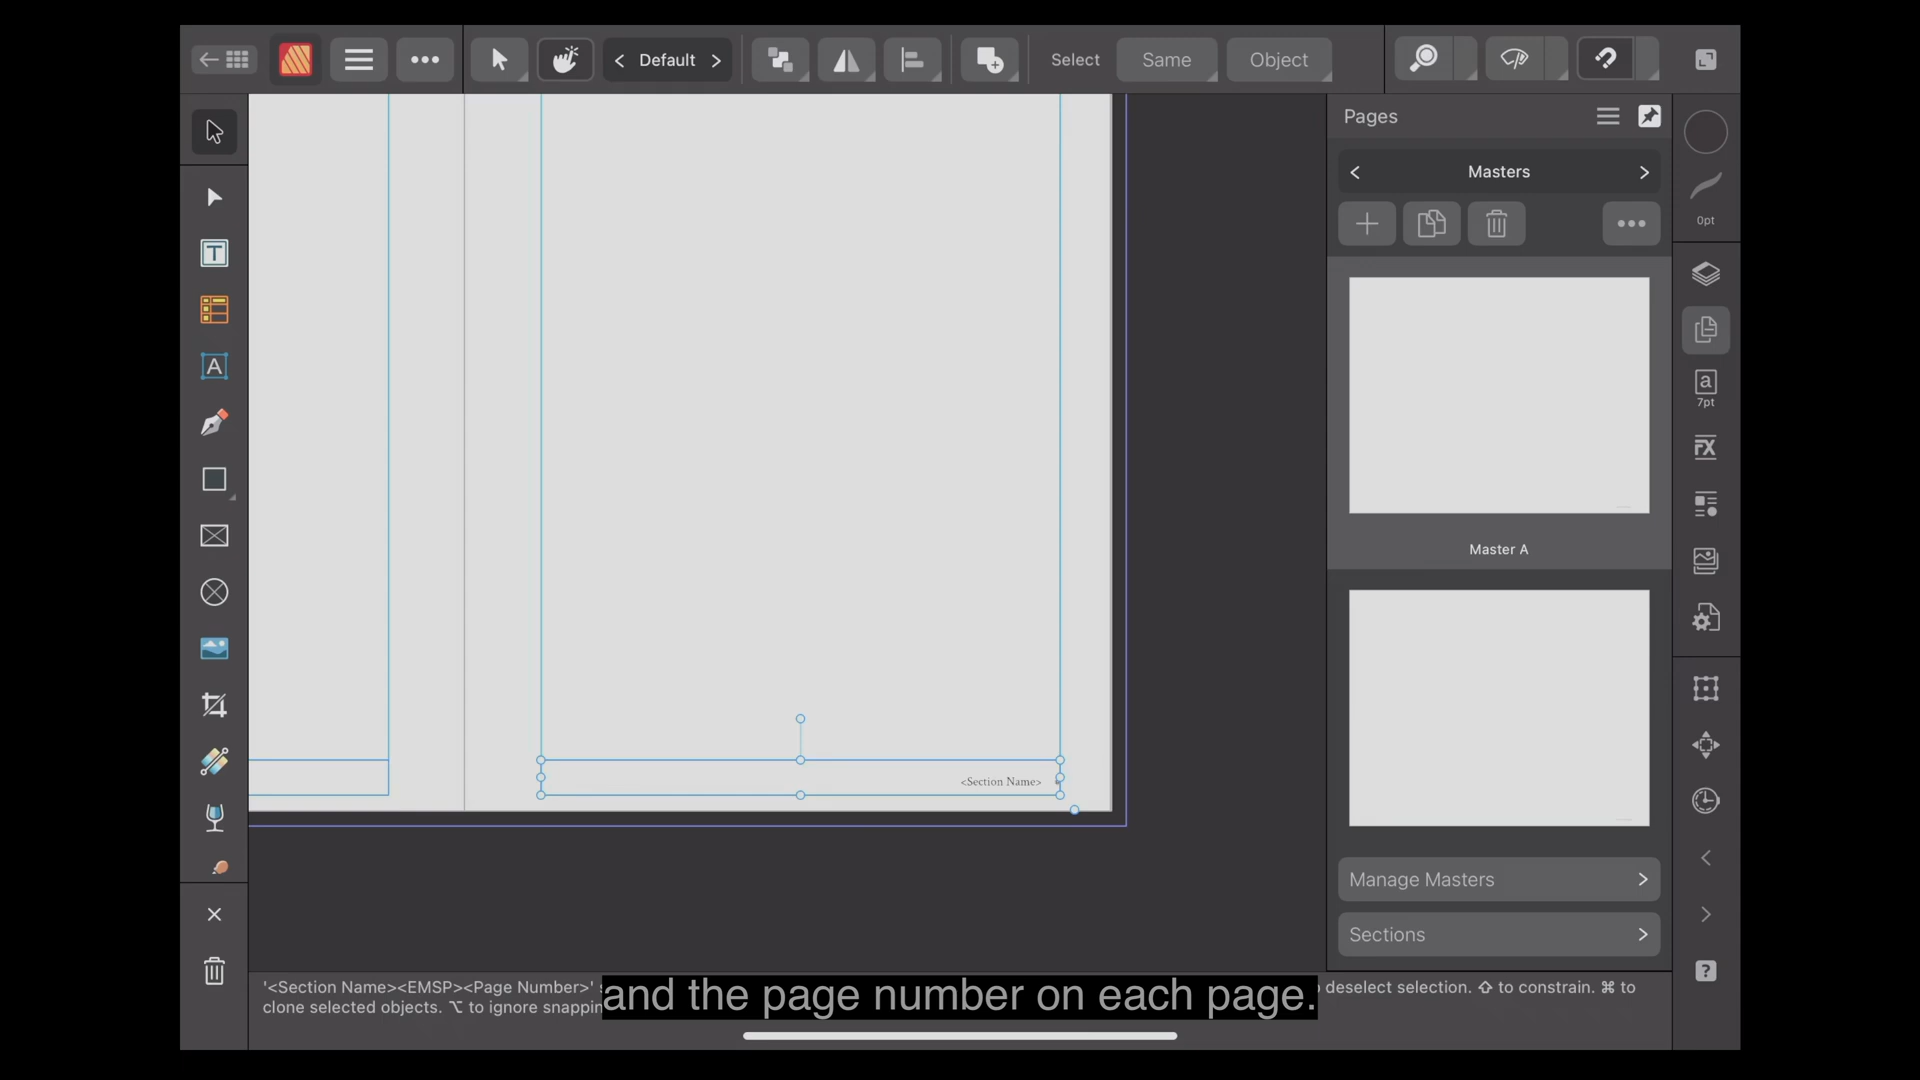 Default
Select
Same
Object
Pages
Masters
0pt
T
A
a
7pt
FX
Master A
<Section Name> #
Manage Masters
Sections
?
'<Section Name><EMSP><Page Number>' s
deselect selection. ⇧ to constrain. ⌘ to
clone selected objects. ⌥ to ignore snappin
and the page number on each page.